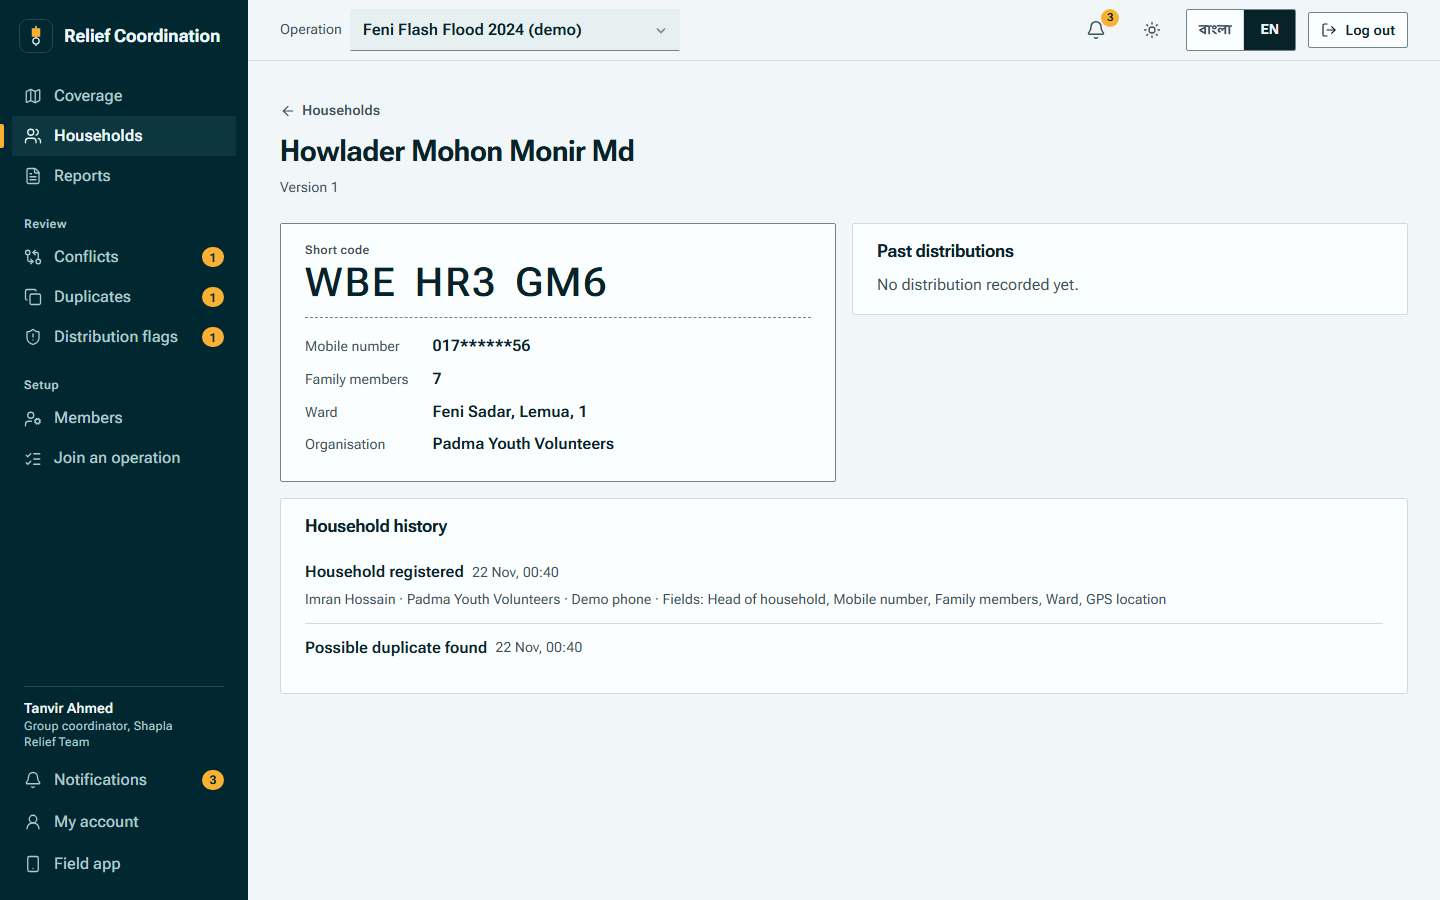 Relief Coordination
Coverage
Households
Reports
Review
Conflicts 1
Duplicates 1
Distribution flags 1
Setup
Members
Join an operation
Tanvir Ahmed
Group coordinator, Shapla
Relief Team
Notifications 3
My account
Field app
Operation Feni Flash Flood 2024 (demo)
3
বাংলা EN
Log out
Households
Howlader Mohon Monir Md
Version 1
Short code
WBE HR3 GM6
Mobile number 017******56
Family members 7
Ward Feni Sadar, Lemua, 1
Organisation Padma Youth Volunteers
Past distributions
No distribution recorded yet.
Household history
Household registered 22 Nov, 00:40
Imran Hossain · Padma Youth Volunteers · Demo phone · Fields: Head of household, Mobile number, Family members, Ward, GPS location
Possible duplicate found 22 Nov, 00:40